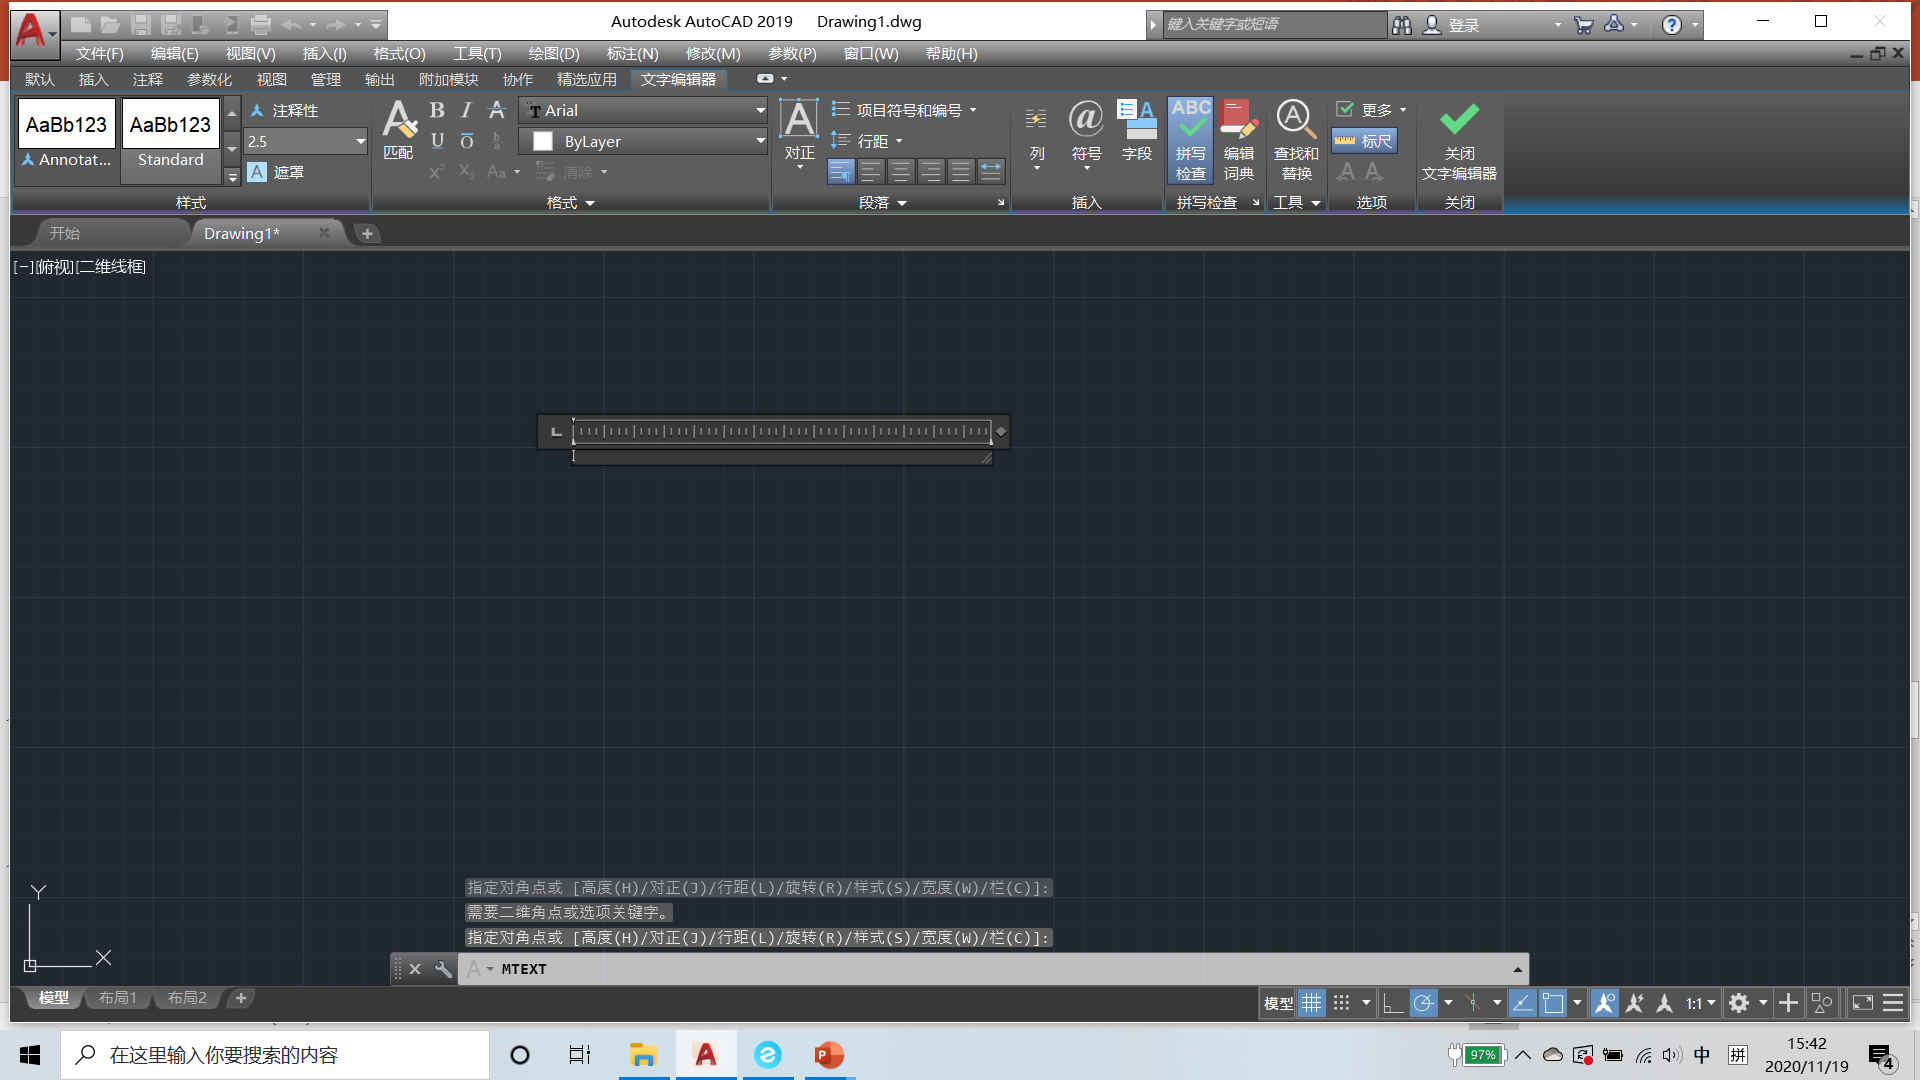 Autodesk AutoCAD 2019 Drawing1.dwg
键入关键字或短语
登录
文件(F) 编辑(E) 视图(V) 插入(I) 格式(O) 工具(T) 绘图(D) 标注(N) 修改(M) 参数(P) 窗口(W) 帮助(H)
默认 插入 注释 参数化 视图 管理 输出 附加模块 协作 精选应用 文字编辑器
AaBb123 AaBb123 注释性 匹配 B I A Arial 对正 项目符号和编号 列 符号 字段 ABC 拼写检查 编辑词典 查找和替换 更多 关闭文字编辑器
Annotat... Standard 2.5 U O ByLayer 行距 标尺
A 遮罩 X² X₂ Aa 清除
样式 格式 段落 插入 拼写检查 工具 选项 关闭
开始 Drawing1*
[−][俯视][二维线框]
指定对角点或 [高度(H)/对正(J)/行距(L)/旋转(R)/样式(S)/宽度(W)/栏(C)]:
需要二维角点或选项关键字。
指定对角点或 [高度(H)/对正(J)/行距(L)/旋转(R)/样式(S)/宽度(W)/栏(C)]:
Y
X
MTEXT
模型 布局1 布局2
模型 1:1
在这里输入你要搜索的内容
97% 中 拼
15:42
2020/11/19
4